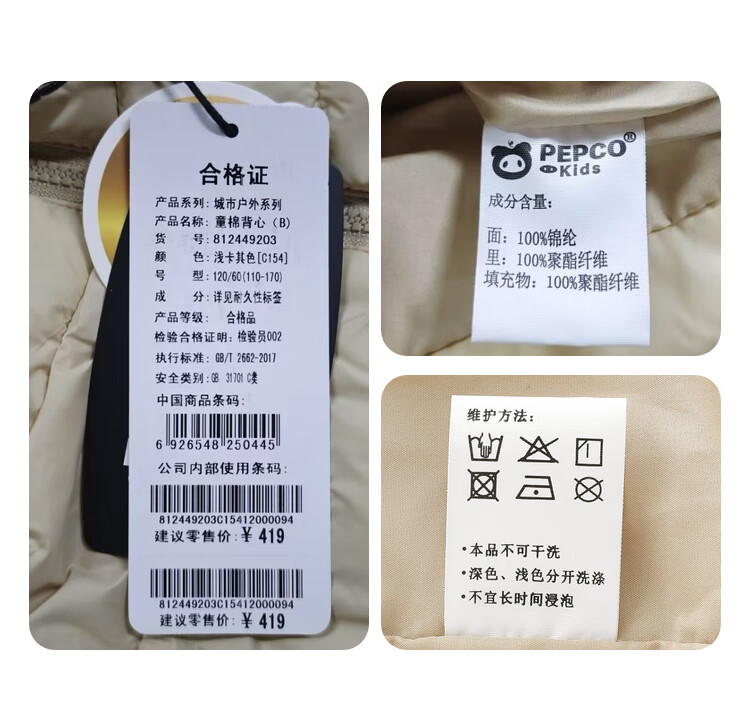 合格证
产品系列: 城市户外系列
产品名称: 童棉背心（B)
货 号: 812449203
颜 色: 浅卡其色[C154]
号 型: 120/60(110-170)
成 分: 详见耐久性标签
产品等级: 合格品
检验合格证明: 检验员002
执行标准: GB/T 2662-2017
安全类别: GB 31701 C类
中国商品条码:
6 926548 250445
公司内部使用条码:
812449203C15412000094
建议零售价: ¥ 419
812449203C15412000094
建议零售价: ¥ 419
PEPCO®
Kids
成分含量:
面: 100%锦纶
里: 100%聚酯纤维
填充物: 100%聚酯纤维
维护方法:
•本品不可干洗
•深色、浅色分开洗涤
•不宜长时间浸泡